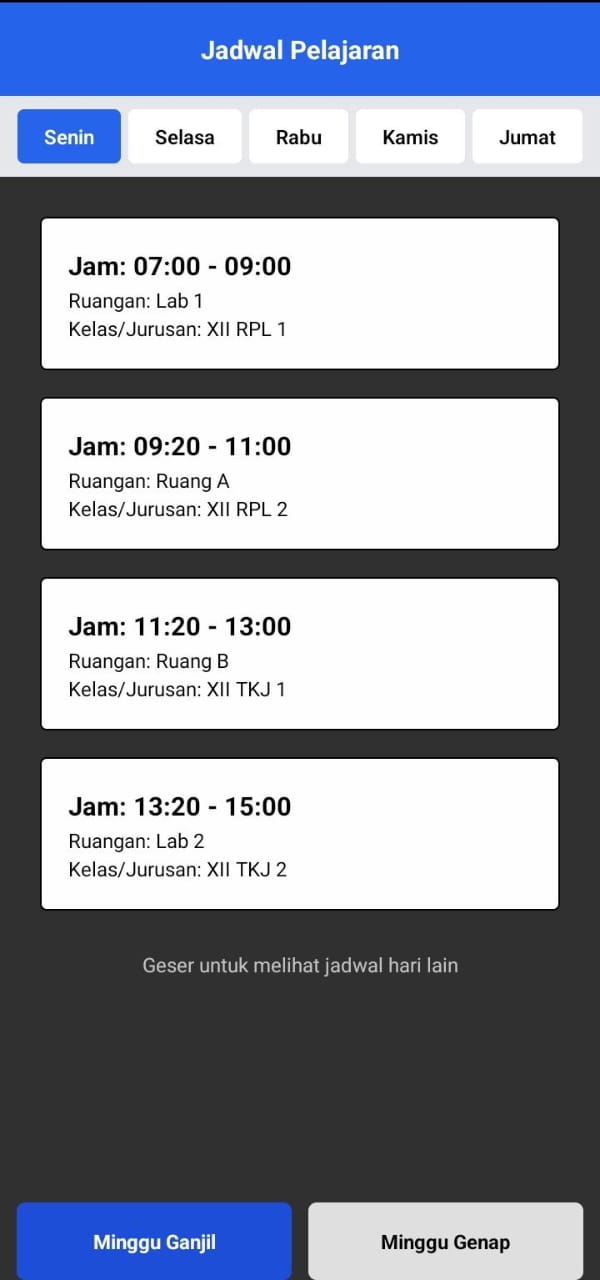 Jadwal Pelajaran
Senin
Selasa
Rabu
Kamis
Jumat
Jam: 07:00 - 09:00
Ruangan: Lab 1
Kelas/Jurusan: XII RPL 1
Jam: 09:20 - 11:00
Ruangan: Ruang A
Kelas/Jurusan: XII RPL 2
Jam: 11:20 - 13:00
Ruangan: Ruang B
Kelas/Jurusan: XII TKJ 1
Jam: 13:20 - 15:00
Ruangan: Lab 2
Kelas/Jurusan: XII TKJ 2
Geser untuk melihat jadwal hari lain
Minggu Ganjil
Minggu Genap